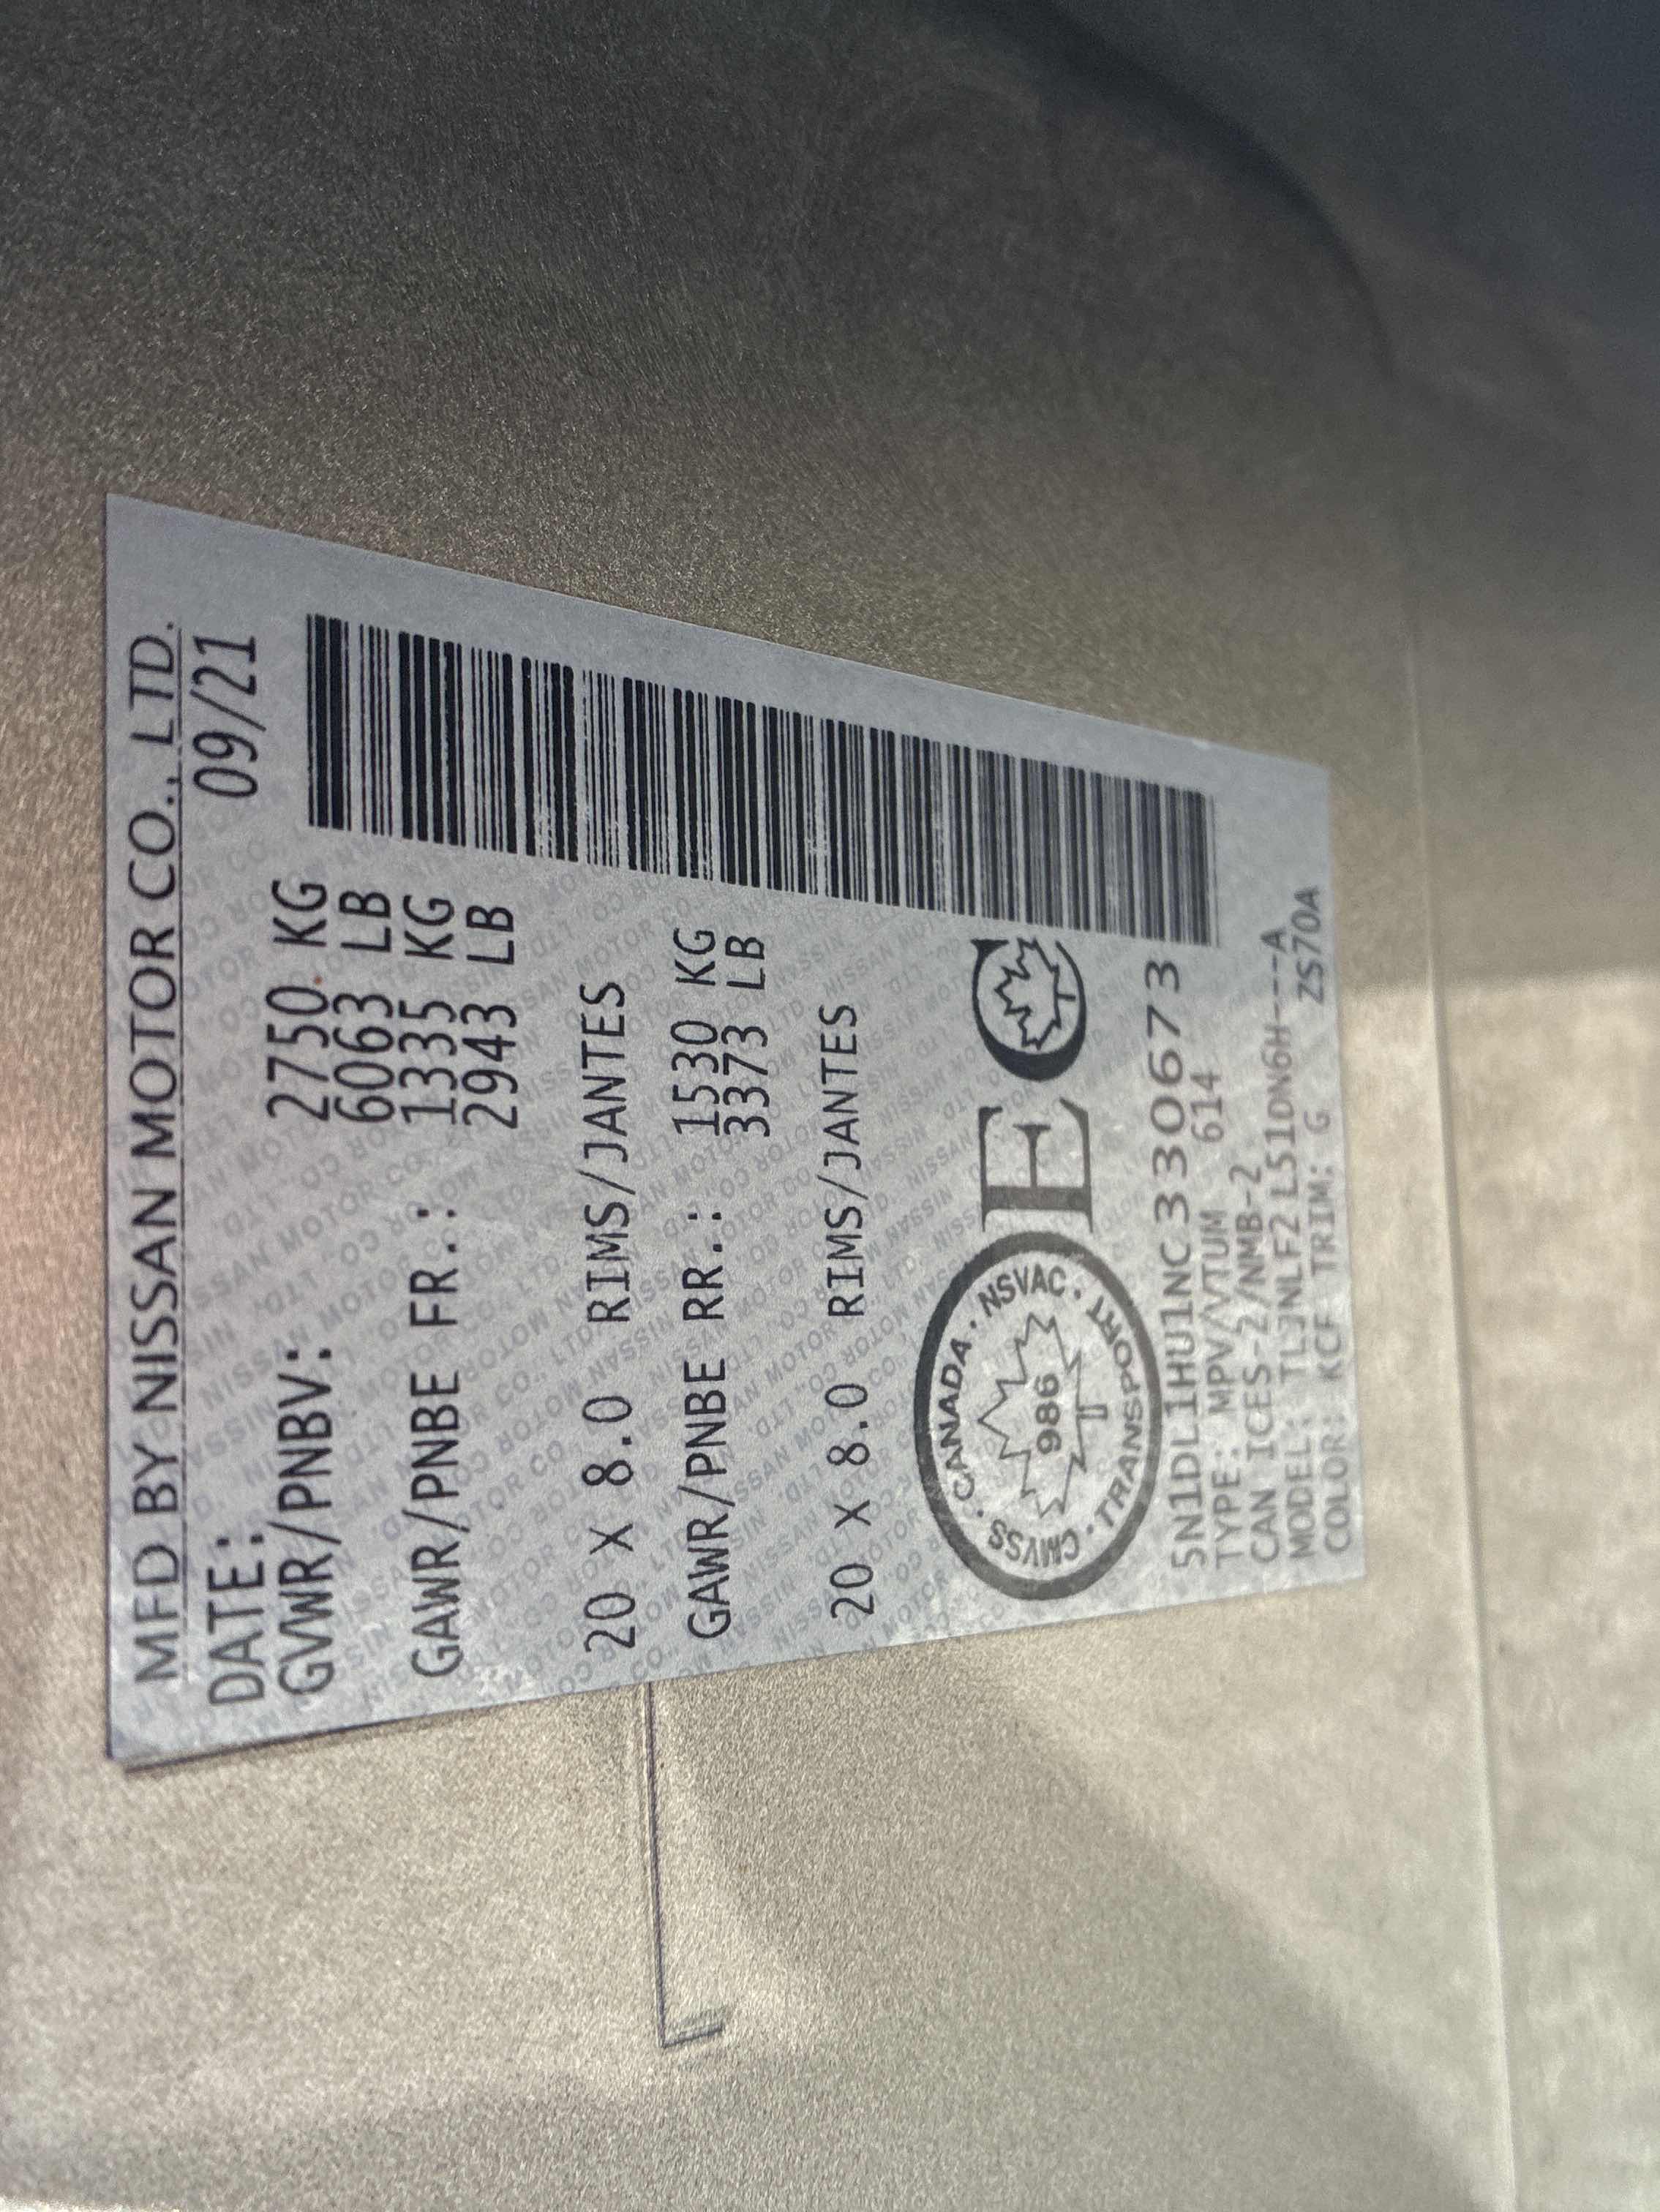 MFD BY NISSAN MOTOR CO., LTD.
DATE: 09/21
GVWR/PNBV: 2750 KG
6063 LB
GAWR/PNBE FR.: 1335 KG
2943 LB
20 X 8.0 RIMS/JANTES
GAWR/PNBE RR.: 1530 KG
3373 LB
20 X 8.0 RIMS/JANTES
CANADA · NSVAC · TRANSPORT · CMVSS ·
986
EC
5N1DL1HU1NC330673
TYPE: MPV/VTUM 614
CAN ICES-2/NMB-2
MODEL: TL3NLF2 L51DN6H---A
COLOR: KCF TRIM: G ZS70A